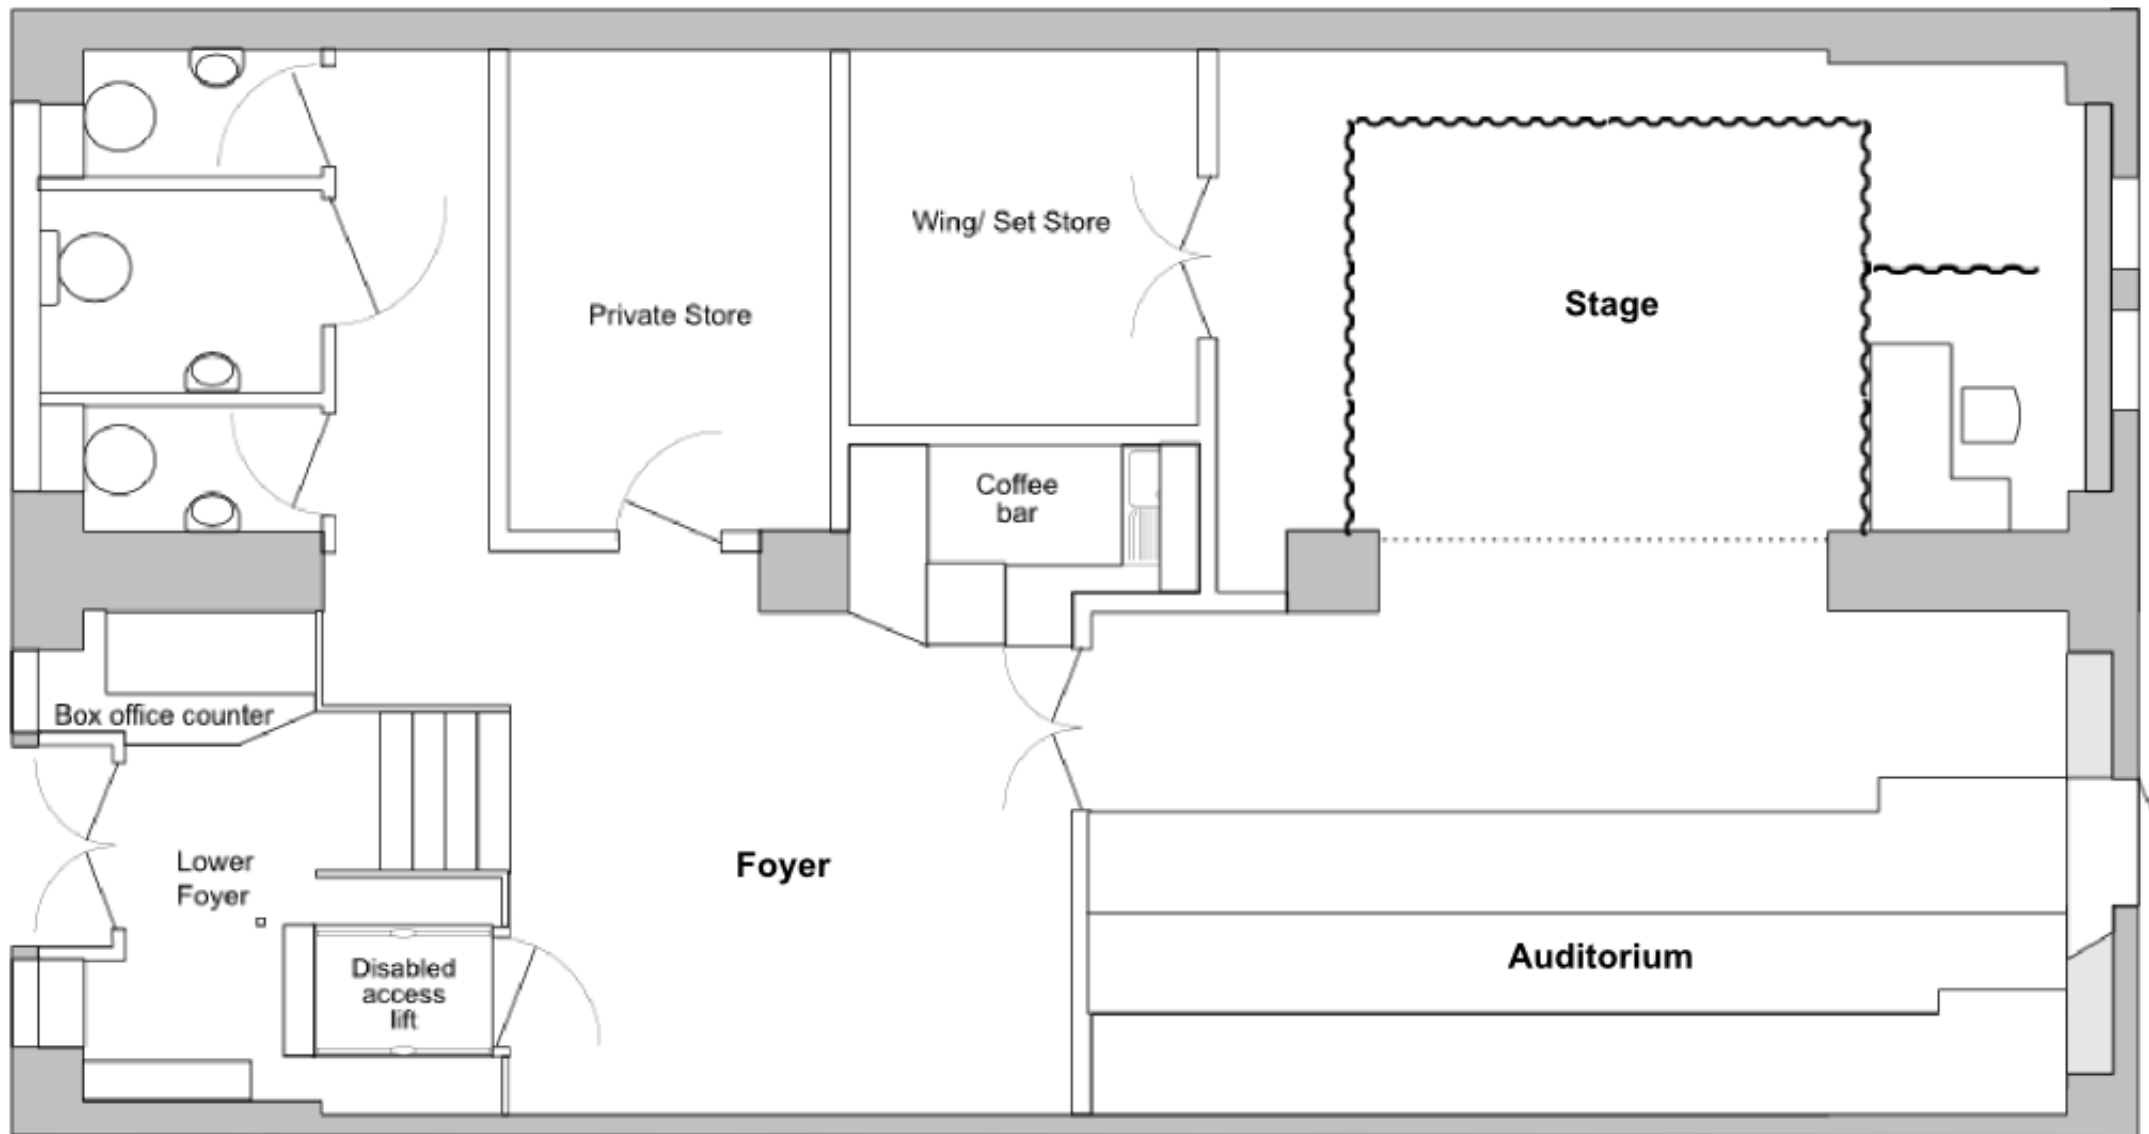 Wing/ Set Store
Stage
Private Store
Coffee
bar
Box office counter
Lower
Foyer
Foyer
Disabled
access
lift
Auditorium